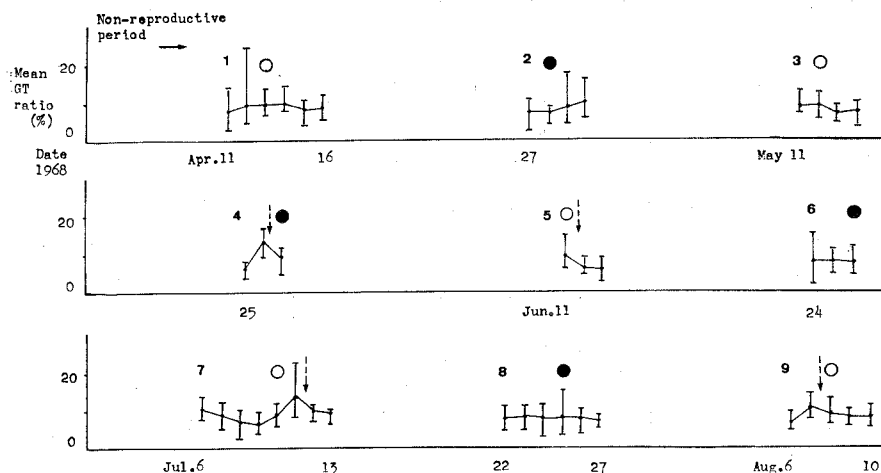 Non-reproductive
period
1
2
3
20
Mean
GT
ratio
(%)
0
Date
1968
Apr.11
16
27
May 11
4
5
6
20
0
25
Jun.11
24
7
8
9
20
0
Jul.6
13
22
27
Aug.6
10